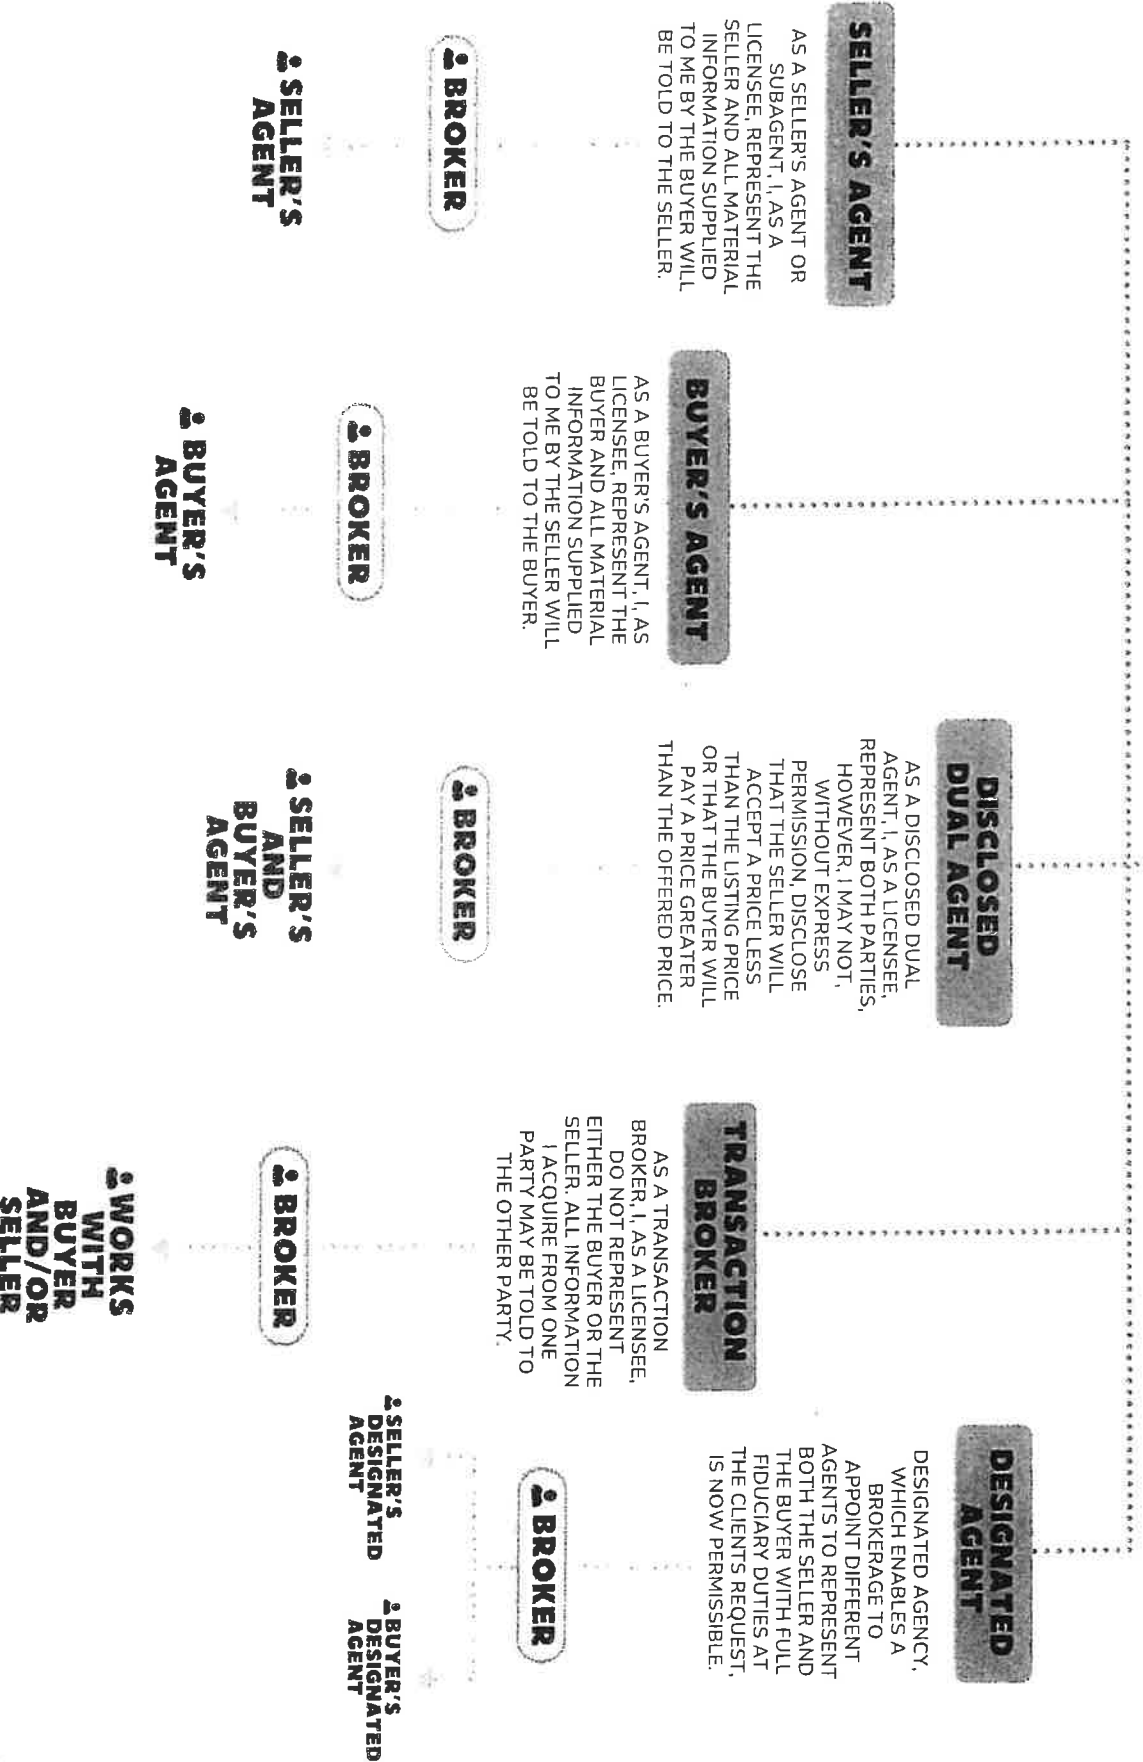 SELLER'S AGENT
AS A SELLER'S AGENT OR
SUBAGENT, I, AS A
LICENSEE, REPRESENT THE
SELLER AND ALL MATERIAL
INFORMATION SUPPLIED
TO ME BY THE BUYER WILL
BE TOLD TO THE SELLER.
BROKER
SELLER'S
AGENT
BUYER'S AGENT
AS A BUYER'S AGENT, I, AS
LICENSEE, REPRESENT THE
BUYER AND ALL MATERIAL
INFORMATION SUPPLIED
TO ME BY THE SELLER WILL
BE TOLD TO THE BUYER.
BROKER
BUYER'S
AGENT
DISCLOSED
DUAL AGENT
AS A DISCLOSED DUAL
AGENT, I, AS A LICENSEE,
REPRESENT BOTH PARTIES,
HOWEVER, I MAY NOT,
WITHOUT EXPRESS
PERMISSION, DISCLOSE
THAT THE SELLER WILL
ACCEPT A PRICE LESS
THAN THE LISTING PRICE
OR THAT THE BUYER WILL
PAY A PRICE GREATER
THAN THE OFFERED PRICE.
BROKER
SELLER'S
AND
BUYER'S
AGENT
TRANSACTION
BROKER
AS A TRANSACTION
BROKER, I, AS A LICENSEE,
DO NOT REPRESENT
EITHER THE BUYER OR THE
SELLER. ALL INFORMATION
I ACQUIRE FROM ONE
PARTY MAY BE TOLD TO
THE OTHER PARTY.
BROKER
WORKS
WITH
BUYER
AND/OR
SELLER
DESIGNATED
AGENT
DESIGNATED AGENCY,
WHICH ENABLES A
BROKERAGE TO
APPOINT DIFFERENT
AGENTS TO REPRESENT
BOTH THE SELLER AND
THE BUYER WITH FULL
FIDUCIARY DUTIES AT
THE CLIENTS REQUEST,
IS NOW PERMISSIBLE.
BROKER
SELLER'S
DESIGNATED
AGENT
BUYER'S
DESIGNATED
AGENT